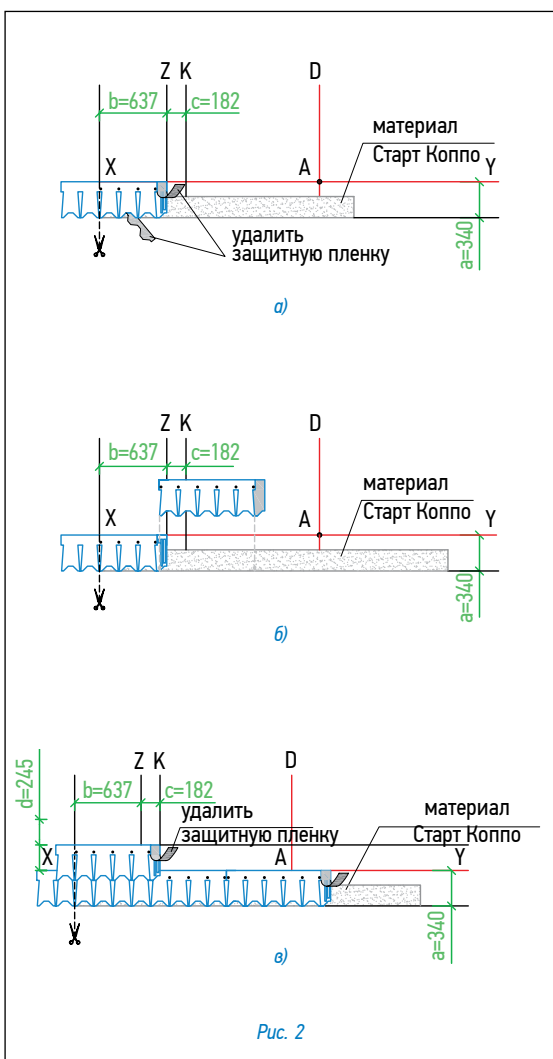 Z K D
b=637 c=182
материал
Старт Коппо
X A Y
удалить
защитную пленку
a=340
а)
Z K D
b=637 c=182
материал
Старт Коппо
X A Y
a=340
б)
Z K D
d=245
b=637 c=182
удалить
защитную пленку
материал
Старт Коппо
X A Y
a=340
в)
Рис. 2